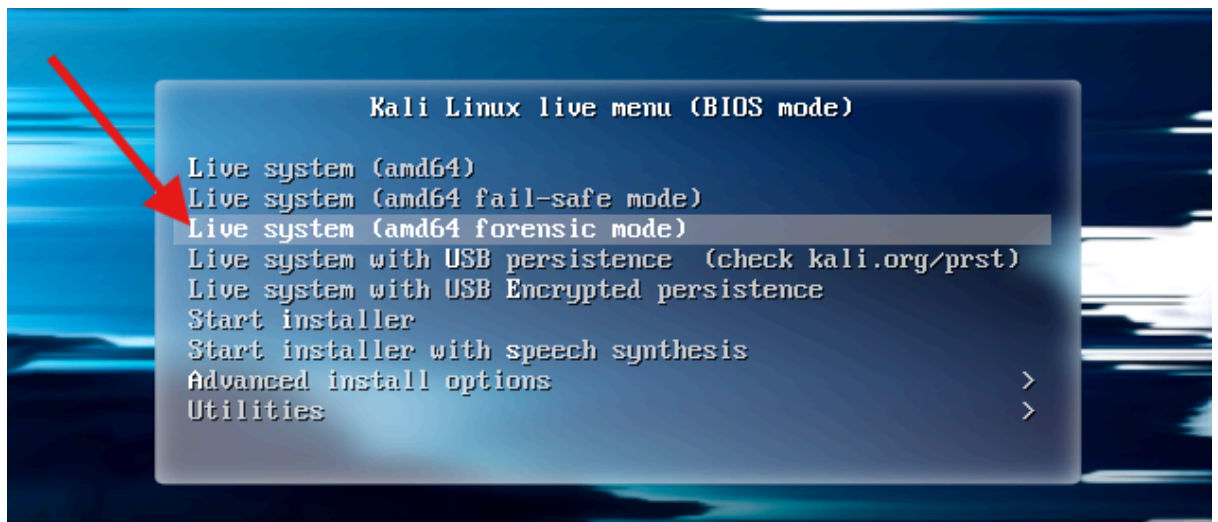 Kali Linux live menu (BIOS mode)
Live system (amd64)
Live system (amd64 fail-safe mode)
Live system (amd64 forensic mode)
Live system with USB persistence (check kali.org/prst)
Live system with USB Encrypted persistence
Start installer
Start installer with speech synthesis
Advanced install options >
Utilities >